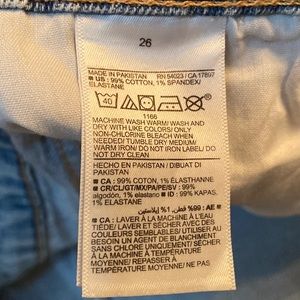 26
MADE IN PAKISTAN RN 54023 / CA 17897
■ US: 99% COTTON, 1% SPANDEX/
ELASTANE
40
1166
MACHINE WASH WARM/ WASH AND
DRY WITH LIKE COLORS/ ONLY
NON-CHLORINE BLEACH WHEN
NEEDED/ TUMBLE DRY MEDIUM/
WARM IRON/ DO NOT IRON LABEL/ DO
NOT DRY CLEAN
HECHO EN PAKISTÁN / DIBUAT DI
PAKISTAN
■ CA : 99% COTON, 1% ÉLASTHANNE
■ CR/CL/GT/MX/PA/PE/SV: 99%
algodón, 1% elastano ■ ID : 99% KAPAS,
1% ELASTANE
■ AE: 99%
■ CA : LAVER À LA MACHINE À L'EAU
TIÈDE/ LAVER ET SÉCHER AVEC
COULEURS SEMBLABLES/ UTILISER
AU BESOIN UN AGENT DE BLANCHIMENT
SANS CHLORE UNIQUEMENT/ SÉCHER
À LA MACHINE À TEMPÉRATURE
MOYENNE/ REPASSER À TEMPÉRATURE
MOYENNE/ NE PAS REPASSER